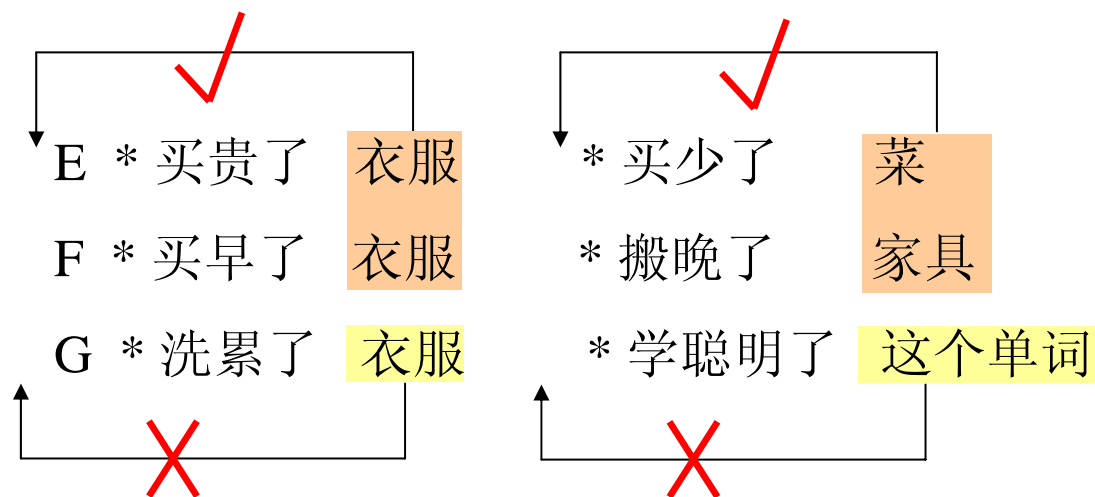 E * 买贵了 衣服 * 买少了 菜
F * 买早了 衣服 * 搬晚了 家具
G * 洗累了 衣服 * 学聪明了 这个单词